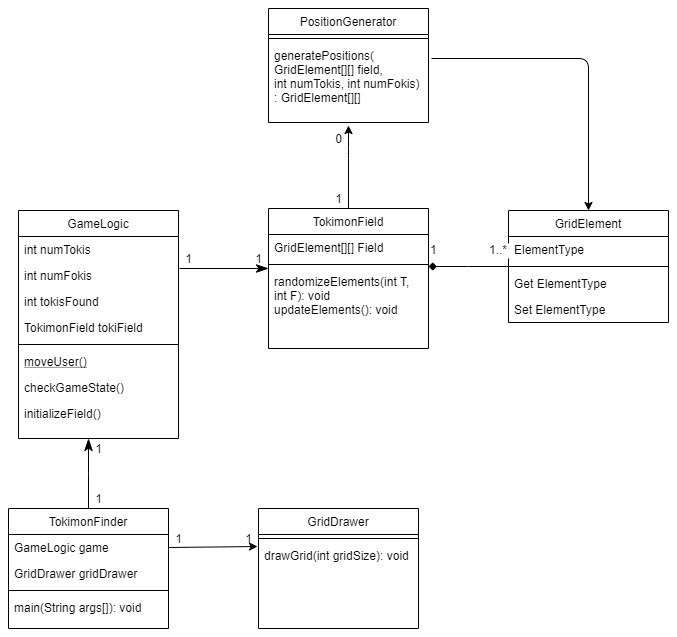 PositionGenerator
generatePositions(
GridElement[][] field,
int numTokis, int numFokis)
: GridElement[][]
0
1
GameLogic
int numTokis
int numFokis
int tokisFound
TokimonField tokiField
moveUser()
checkGameState()
initializeField()
1
1
TokimonField
GridElement[][] Field
randomizeElements(int T,
int F): void
updateElements(): void
1
1..*
GridElement
ElementType
Get ElementType
Set ElementType
1
1
TokimonFinder
GameLogic game
GridDrawer gridDrawer
main(String args[]): void
1
1
GridDrawer
drawGrid(int gridSize): void